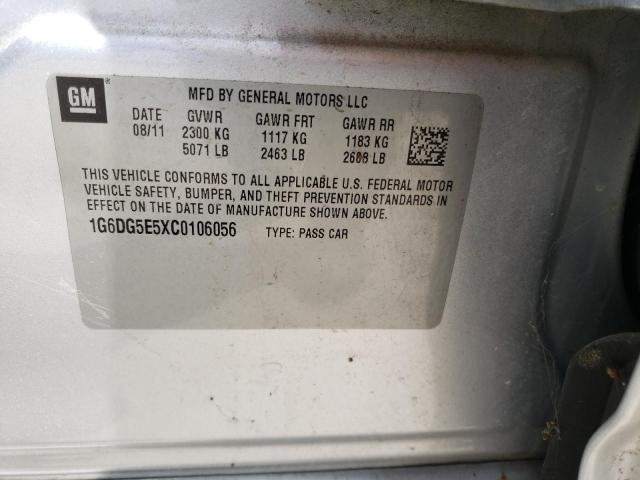 GM
®
MFD BY GENERAL MOTORS LLC
DATE GVWR GAWR FRT GAWR RR
08/11 2300 KG 1117 KG 1183 KG
5071 LB 2463 LB 2608 LB
THIS VEHICLE CONFORMS TO ALL APPLICABLE U.S. FEDERAL MOTOR
VEHICLE SAFETY, BUMPER, AND THEFT PREVENTION STANDARDS IN
EFFECT ON THE DATE OF MANUFACTURE SHOWN ABOVE.
1G6DG5E5XC0106056 TYPE: PASS CAR